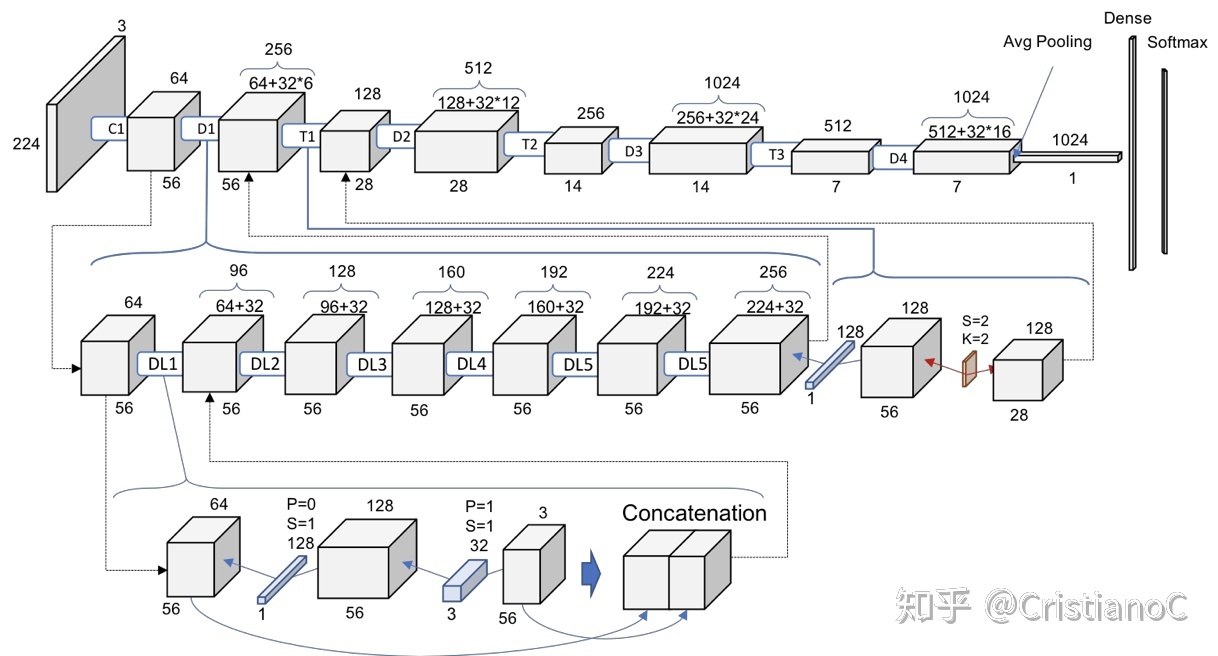 Dense
3
Avg Pooling
Softmax
256
512
1024
1024
64
64+32*6
128
128+32*12
256
256+32*24
512
512+32*16
1024
224
C1
D1
T1
D2
T2
D3
T3
D4
56
56
28
28
14
14
7
7
1
96
128
160
192
224
256
64
64+32
96+32
128+32
160+32
192+32
224+32
128
128
S=2
K=2
128
DL1
DL2
DL3
DL4
DL5
DL5
56
56
56
56
56
56
56
1
56
28
64
P=0
S=1
128
128
P=1
S=1
32
3
Concatenation
56
1
56
3
56
知乎 @CristianoC